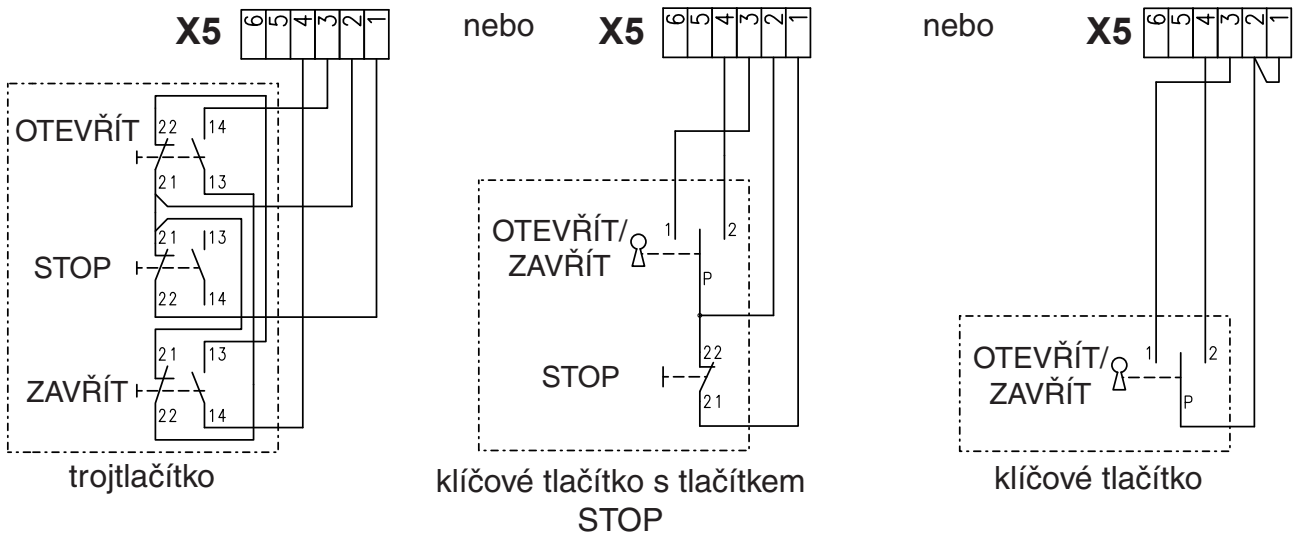 X5 6 5 4 3 2 1
OTEVŘÍT
22 14
21 13
STOP
21 13
22 14
ZAVŘÍT
21 13
22 14
trojtlačítko
nebo
X5 6 5 4 3 2 1
OTEVŘÍT/
ZAVŘÍT
1 2
P
STOP
22
21
klíčové tlačítko s tlačítkem
STOP
nebo
X5 6 5 4 3 2 1
OTEVŘÍT/
ZAVŘÍT
1 2
P
klíčové tlačítko